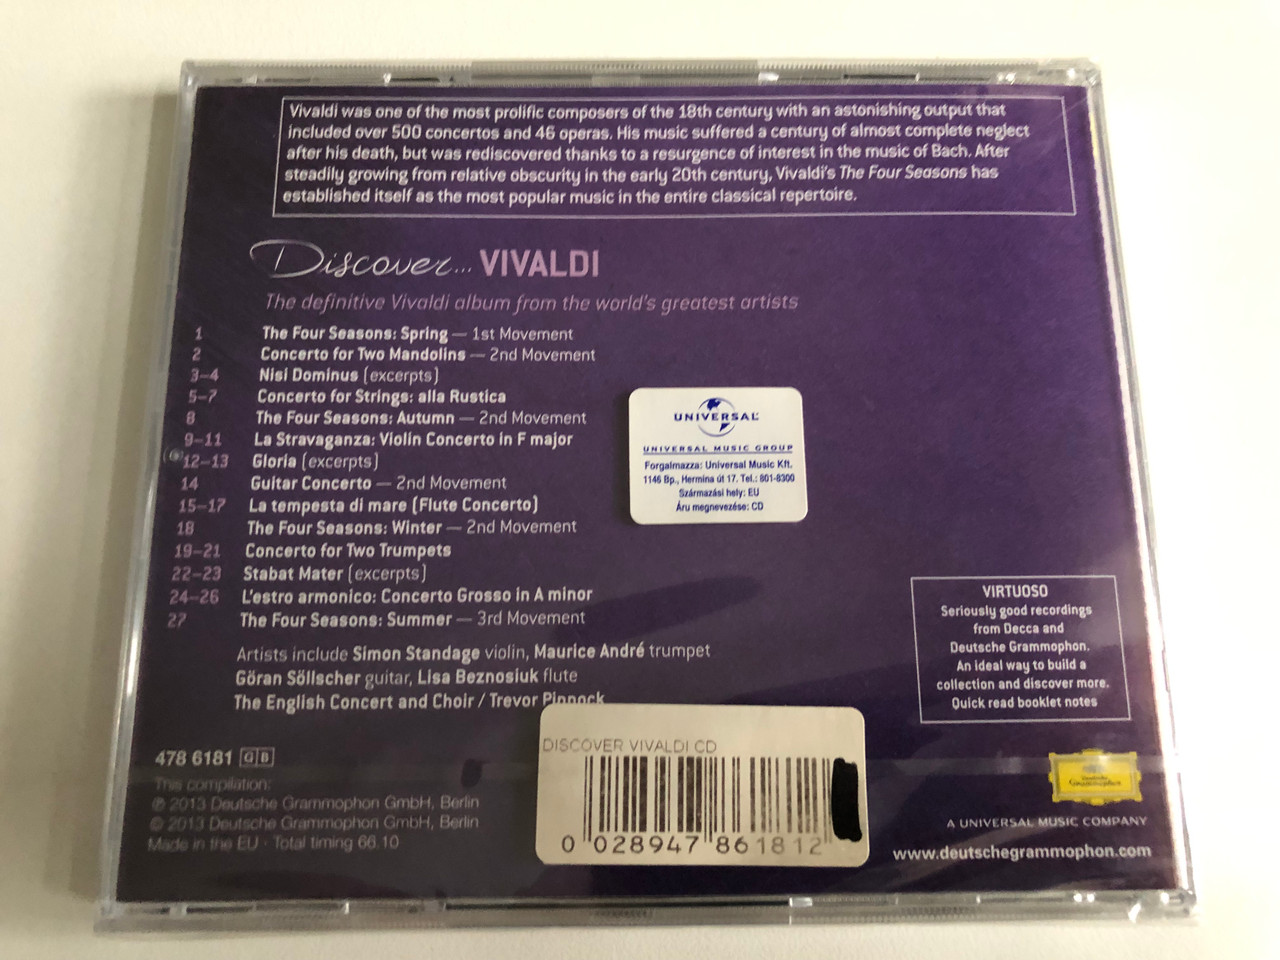 Vivaldi was one of the most prolific composers of the 18th century with an astonishing output that
included over 500 concertos and 46 operas. His music suffered a century of almost complete neglect
after his death, but was rediscovered thanks to a resurgence of interest in the music of Bach. After
steadily growing from relative obscurity in the early 20th century, Vivaldi's The Four Seasons has
established itself as the most popular music in the entire classical repertoire.
Discover... VIVALDI
The definitive Vivaldi album from the world's greatest artists
1 The Four Seasons: Spring — 1st Movement
2 Concerto for Two Mandolins — 2nd Movement
3–4 Nisi Dominus (excerpts)
5–7 Concerto for Strings: alla Rustica
8 The Four Seasons: Autumn — 2nd Movement
9–11 La Stravaganza: Violin Concerto in F major
12–13 Gloria (excerpts)
14 Guitar Concerto — 2nd Movement
15–17 La tempesta di mare (Flute Concerto)
18 The Four Seasons: Winter — 2nd Movement
19–21 Concerto for Two Trumpets
22–23 Stabat Mater (excerpts)
24–26 L'estro armonico: Concerto Grosso in A minor
27 The Four Seasons: Summer — 3rd Movement
Artists include Simon Standage violin, Maurice André trumpet
Göran Söllscher guitar, Lisa Beznosiuk flute
The English Concert and Choir / Trevor Pinnock
UNIVERSAL
UNIVERSAL MUSIC GROUP
Forgalmazza: Universal Music Kft.
1146 Bp., Hermina út 17. Tel.: 801-8300
Származási hely: EU
Áru megnevezése: CD
VIRTUOSO
Seriously good recordings
from Decca and
Deutsche Grammophon.
An ideal way to build a
collection and discover more.
Quick read booklet notes
478 6181 G B
This compilation:
℗ 2013 Deutsche Grammophon GmbH, Berlin
© 2013 Deutsche Grammophon GmbH, Berlin
Made in the EU · Total timing 66.10
DISCOVER VIVALDI CD
0 028947 861812
Deutsche
Grammophon
A UNIVERSAL MUSIC COMPANY
www.deutschegrammophon.com